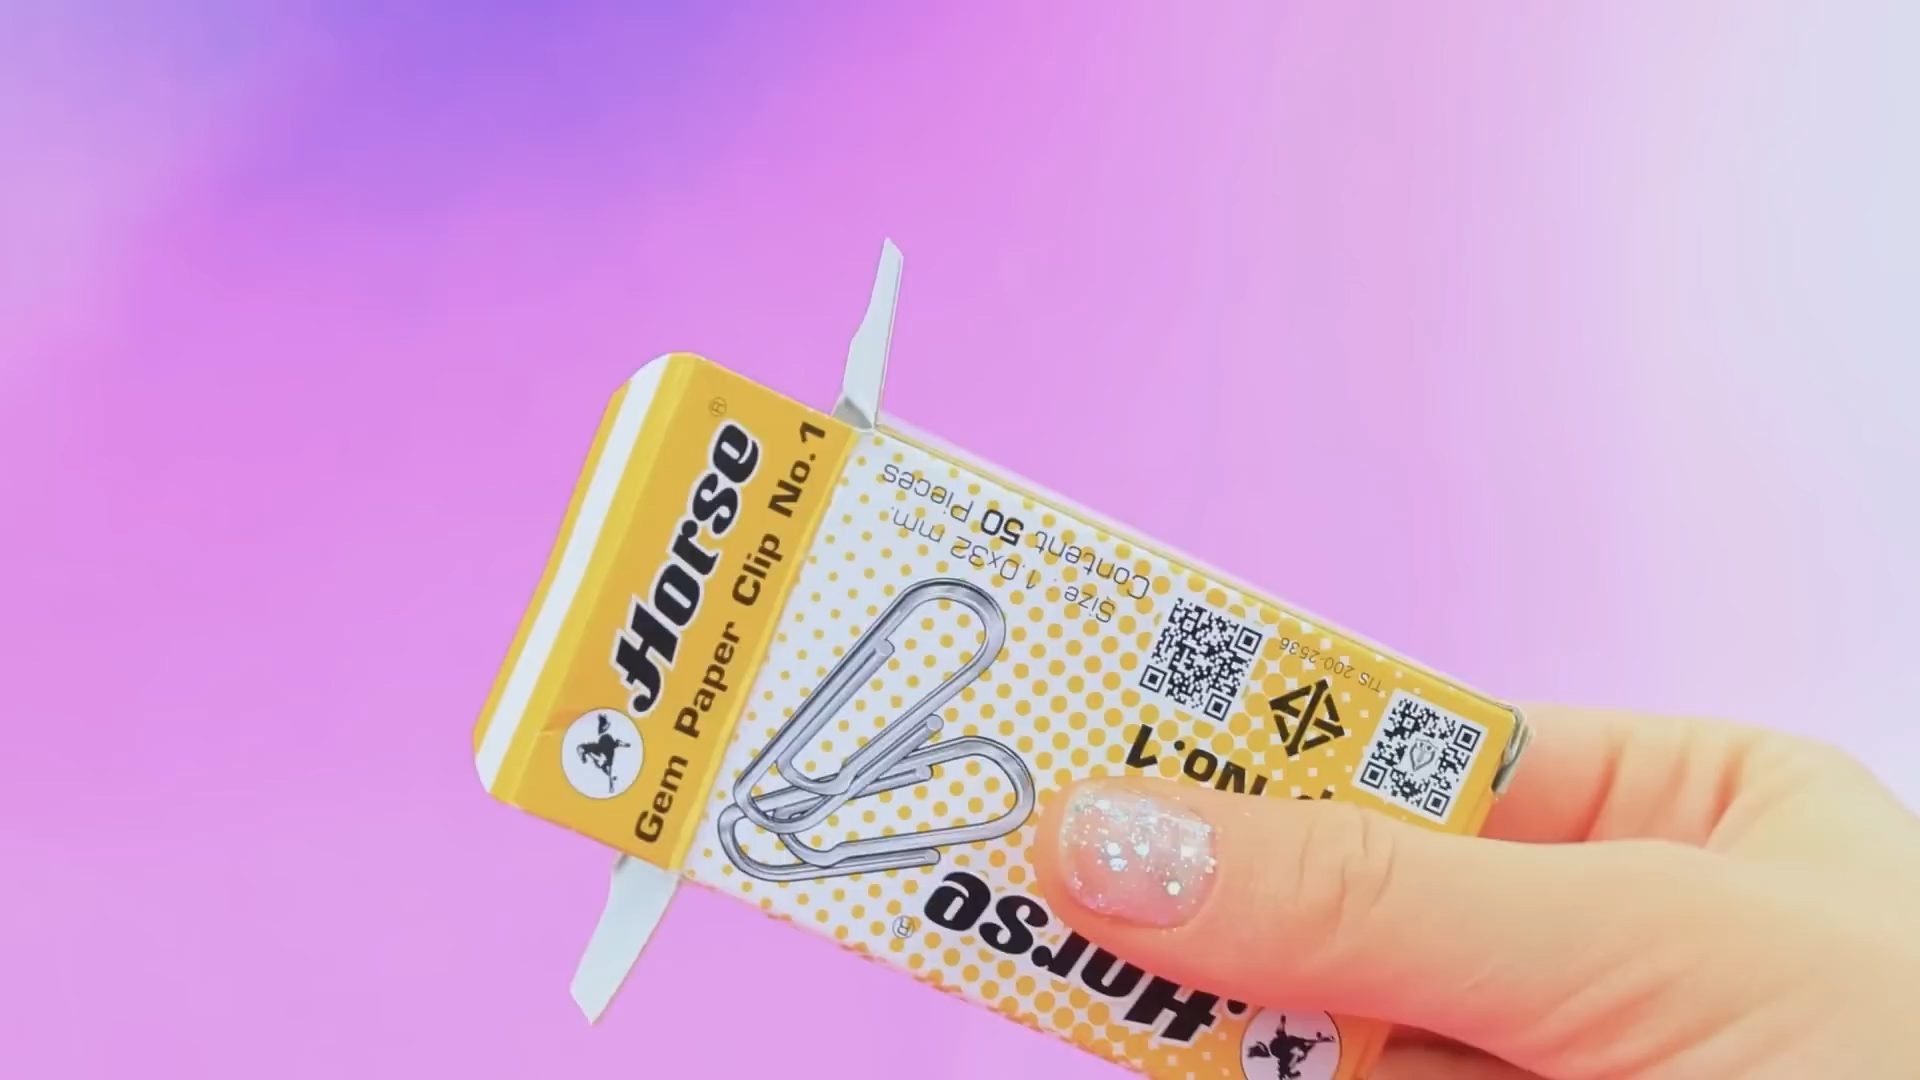 Horse®
Gem Paper Clip No. 1
Horse®
No.1
TIS 200-2536
Size : 1.0x32 mm.
Content 50 Pieces